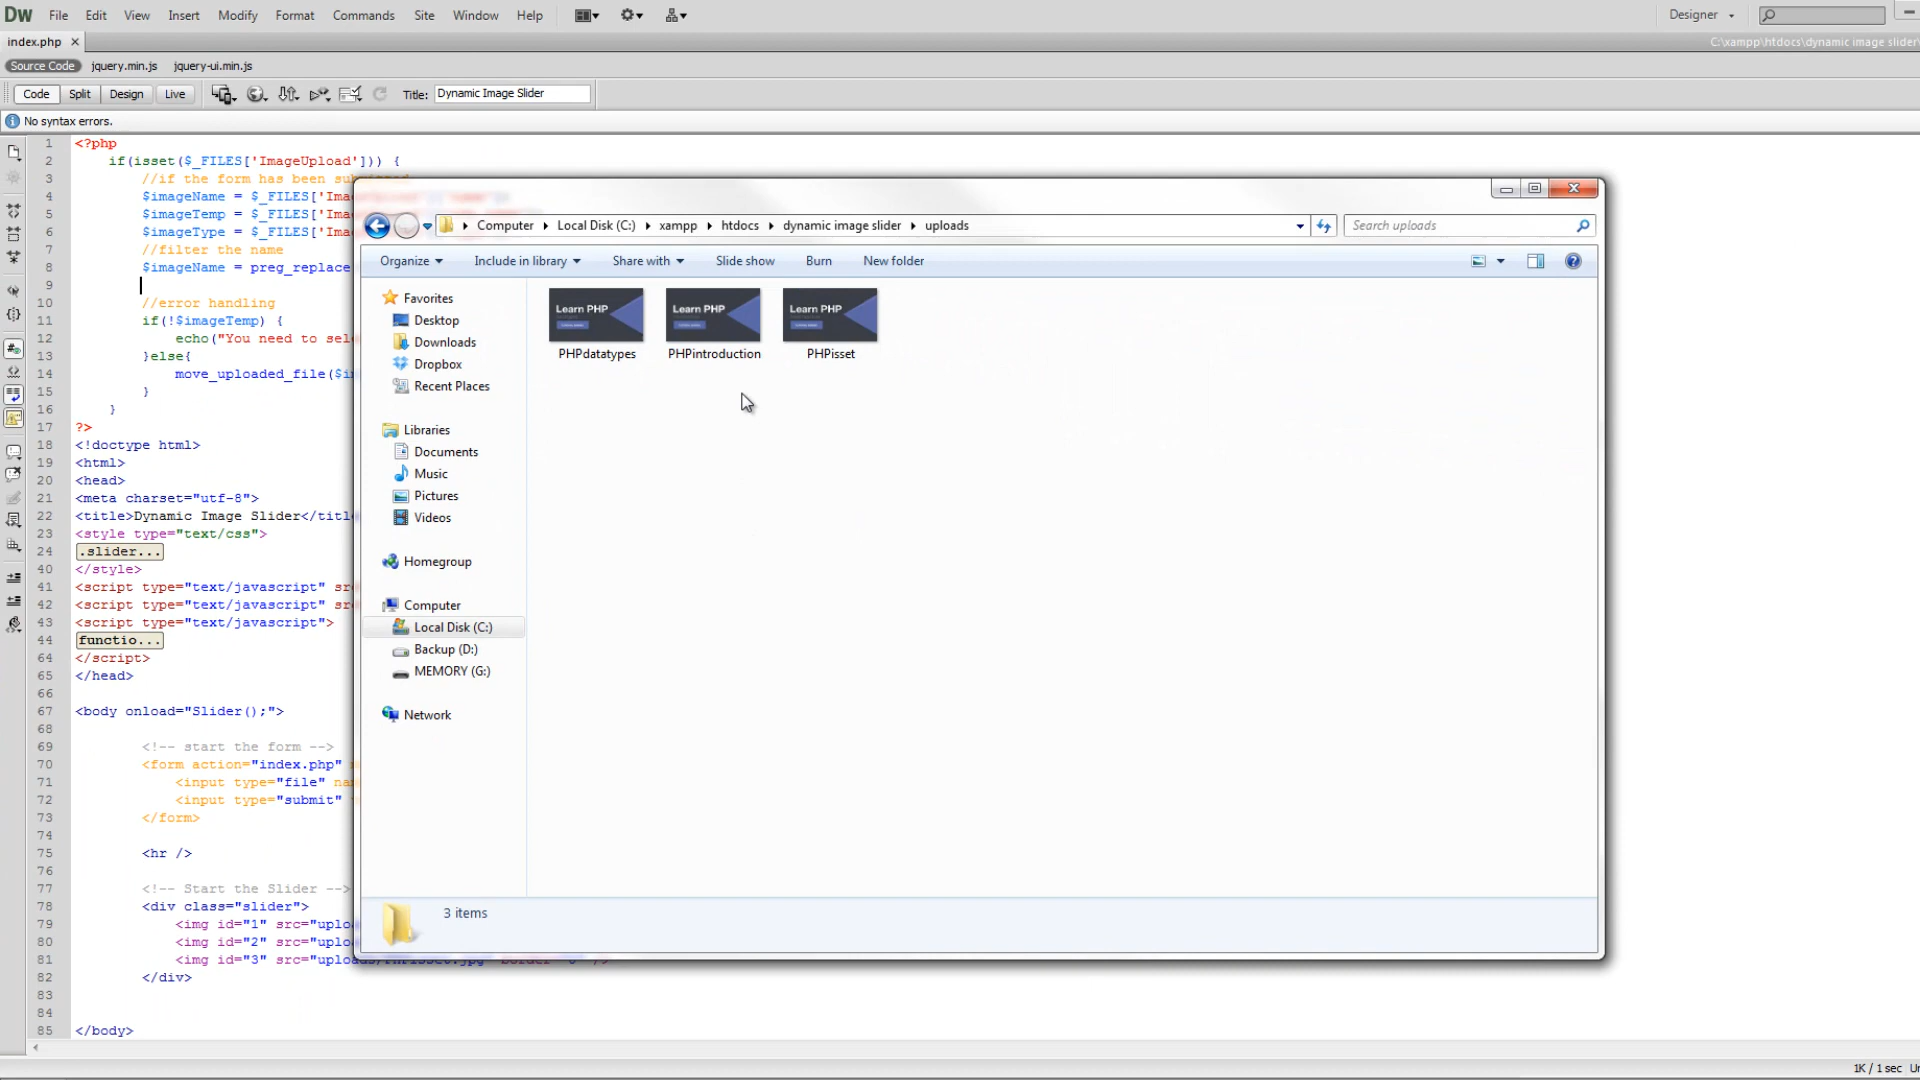 Dw File Edit View Insert Modify Format Commands Site Window Help Designer
index.php C:\xampp\htdocs\dynamic image slider\
Source Code jquery.min.js jquery-ui.min.js
Code Split Design Live Title: Dynamic Image Slider
No syntax errors.
1 <?php
2 if(isset($_FILES['ImageUpload'])) {
3 //if the form has been
4 $imageName = $_FILES['
5 $imageTemp = $_FILES['
6 $imageType = $_FILES['
7 //filter the name
8 $imageName = preg_replace
9
10 //error handling
11 if(!$imageTemp) {
12 echo("You need to
13 }else{
14 move_uploaded_file(
15 }
16 }
17 ?>
18 <!doctype html>
19 <html>
20 <head>
21 <meta charset="utf-8">
22 <title>Dynamic Image Slider</
23 <style type="text/css">
24 .slider...
40 </style>
41 <script type="text/javascript"
42 <script type="text/javascript"
43 <script type="text/javascript">
44 functio...
64 </script>
65 </head>
66
67 <body onload="Slider();">
68
69 <!-- start the form -->
70 <form action="index.php"
71 <input type="file"
72 <input type="submit"
73 </form>
74
75 <hr />
76
77 <!-- Start the Slider -->
78 <div class="slider">
79 <img id="1" src="
80 <img id="2" src="
81 <img id="3" src="
82 </div>
83
84
85 </body>
Computer Local Disk (C:) xampp htdocs dynamic image slider uploads Search uploads
Organize Include in library Share with Slide show Burn New folder
Favorites
Desktop
Downloads
Dropbox
Recent Places
Libraries
Documents
Music
Pictures
Videos
Homegroup
Computer
Local Disk (C:)
Backup (D:)
MEMORY (G:)
Network
Learn PHP Learn PHP Learn PHP
PHPdatatypes PHPintroduction PHPisset
3 items
1K / 1 sec